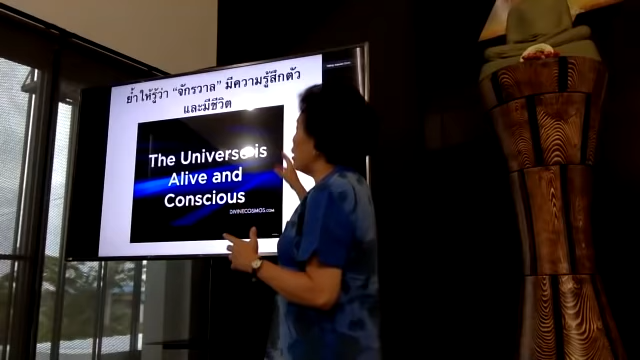 ย้ำให้รู้ว่า “จักรวาล” มีความรู้สึกตัว
และมีชีวิต
The Universe is
Alive and
Conscious
DIVINECOSMOS.COM